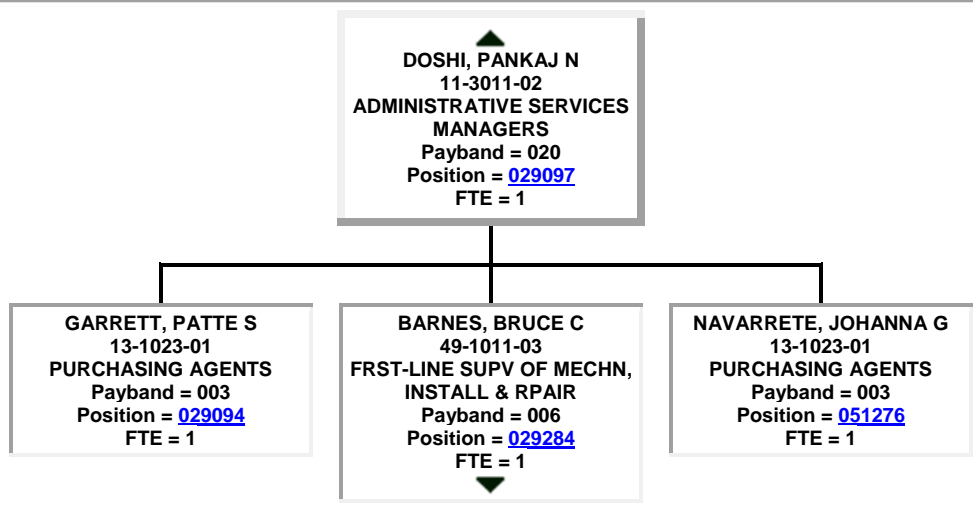 DOSHI, PANKAJ N
11-3011-02
ADMINISTRATIVE SERVICES
MANAGERS
Payband = 020
Position = 029097
FTE = 1
GARRETT, PATTE S
13-1023-01
PURCHASING AGENTS
Payband = 003
Position = 029094
FTE = 1
BARNES, BRUCE C
49-1011-03
FRST-LINE SUPV OF MECHN,
INSTALL & RPAIR
Payband = 006
Position = 029284
FTE = 1
NAVARRETE, JOHANNA G
13-1023-01
PURCHASING AGENTS
Payband = 003
Position = 051276
FTE = 1